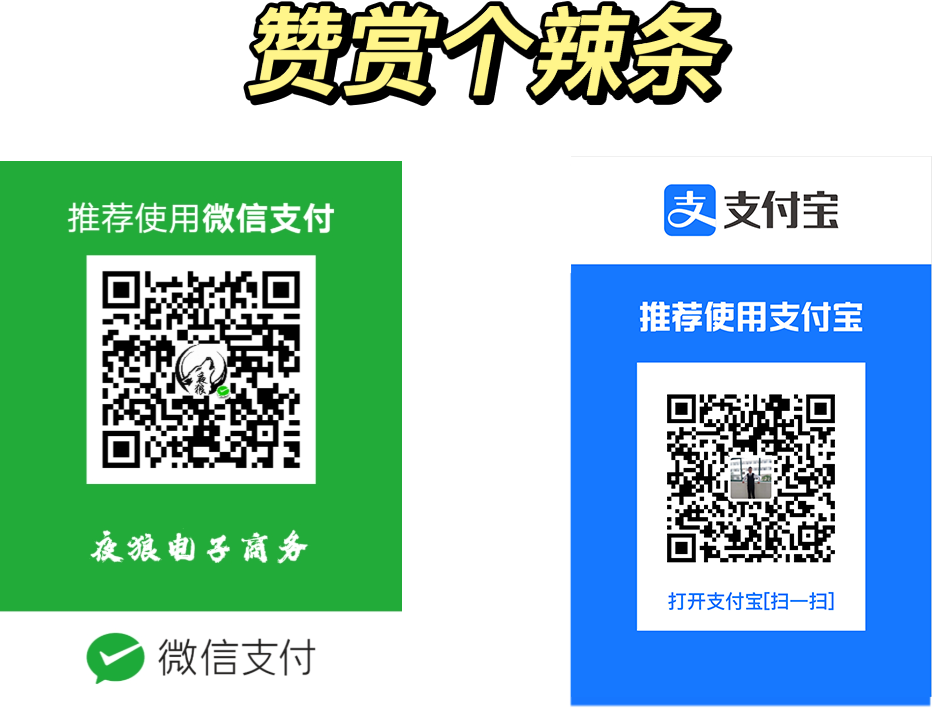 赞赏个辣条
推荐使用微信支付
夜狼
夜狼电子商务
微信支付
支付宝
推荐使用支付宝
打开支付宝[扫一扫]